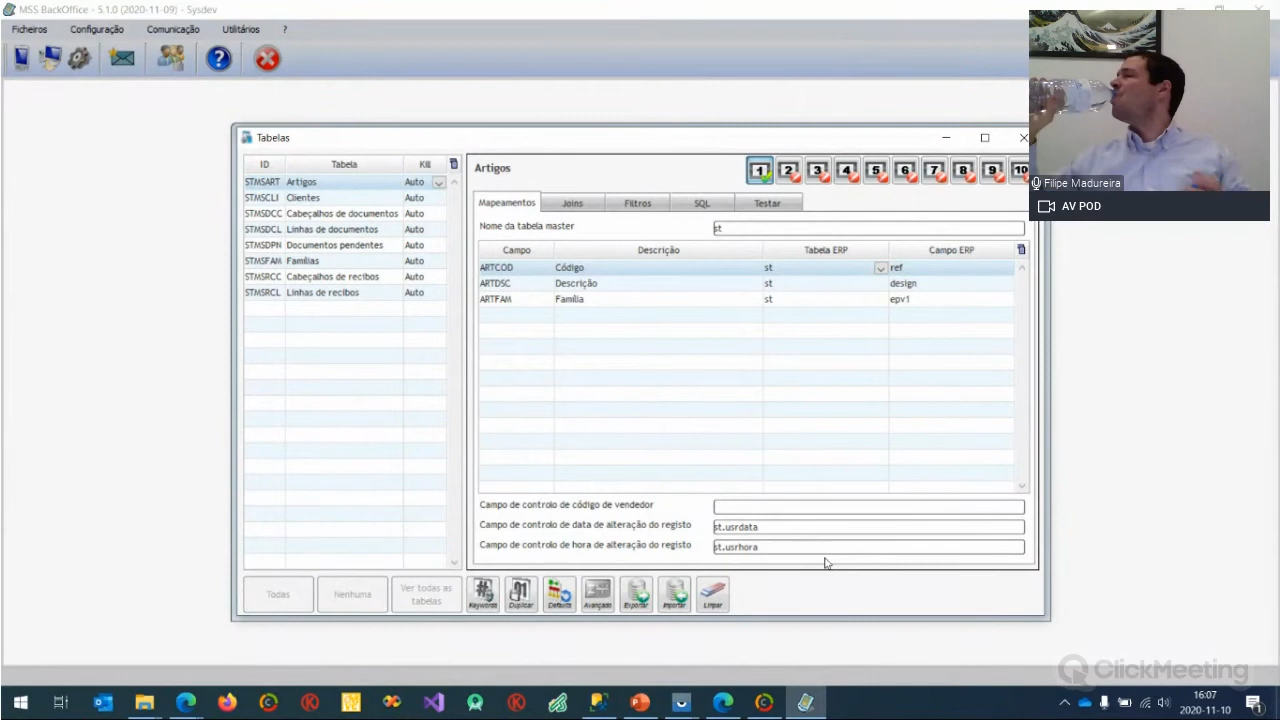 MSS BackOffice - 5.1.0 (2020-11-09) - Sysdev
Ficheiros Configuração Comunicação Utilitários ?
Filipe Madureira
AV POD
Tabelas
ID Tabela Kill
STMSART Artigos Auto
STMSCLI Clientes Auto
STMSDCC Cabeçalhos de documentos Auto
STMSDCL Linhas de documentos Auto
STMSDPN Documentos pendentes Auto
STMSFAM Famílias Auto
STMSRCC Cabeçalhos de recibos Auto
STMSRCL Linhas de recibos Auto
Artigos
1 2 3 4 5 6 7 8 9 10
Mapeamentos Joins Filtros SQL Testar
Nome da tabela master st
Campo Descrição Tabela ERP Campo ERP
ARTCOD Código st ref
ARTDSC Descrição st design
ARTFAM Família st epv1
Campo de controlo de código de vendedor
Campo de controlo de data de alteração do registo st.usrdata
Campo de controlo de hora de alteração do registo st.usrhora
Todas Nenhuma Ver todas as tabelas
Keywords Duplicar Defaults Avançado Exportar Importar Limpar
ClickMeeting
16:07
2020-11-10
1